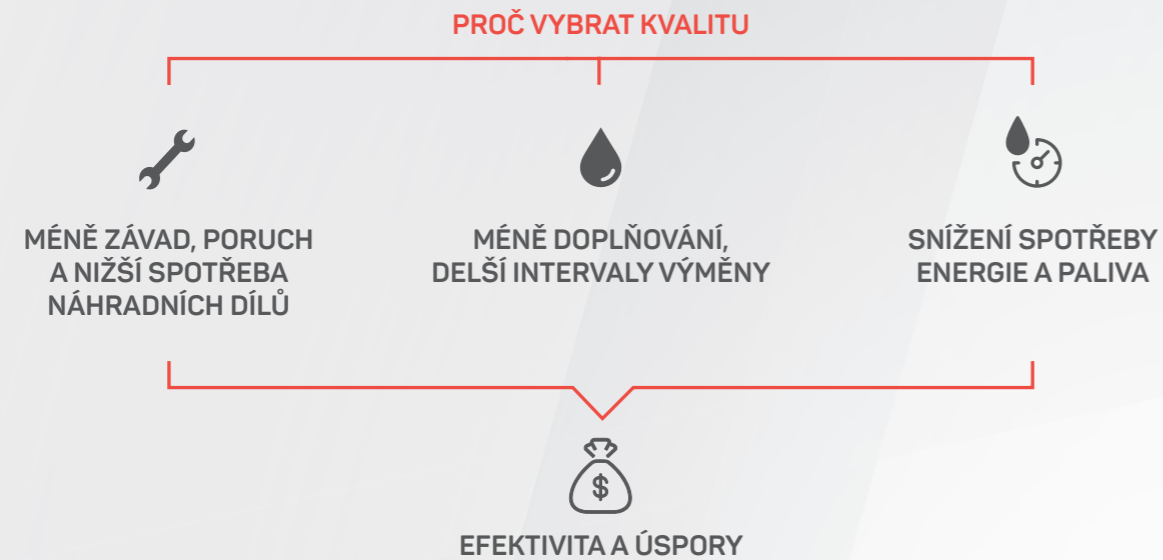 PROČ VYBRAT KVALITU
MÉNĚ ZÁVAD, PORUCH
A NIŽŠÍ SPOTŘEBA
NÁHRADNÍCH DÍLŮ
MÉNĚ DOPLŇOVÁNÍ,
DELŠÍ INTERVALY VÝMĚNY
SNÍŽENÍ SPOTŘEBY
ENERGIE A PALIVA
$
EFEKTIVITA A ÚSPORY